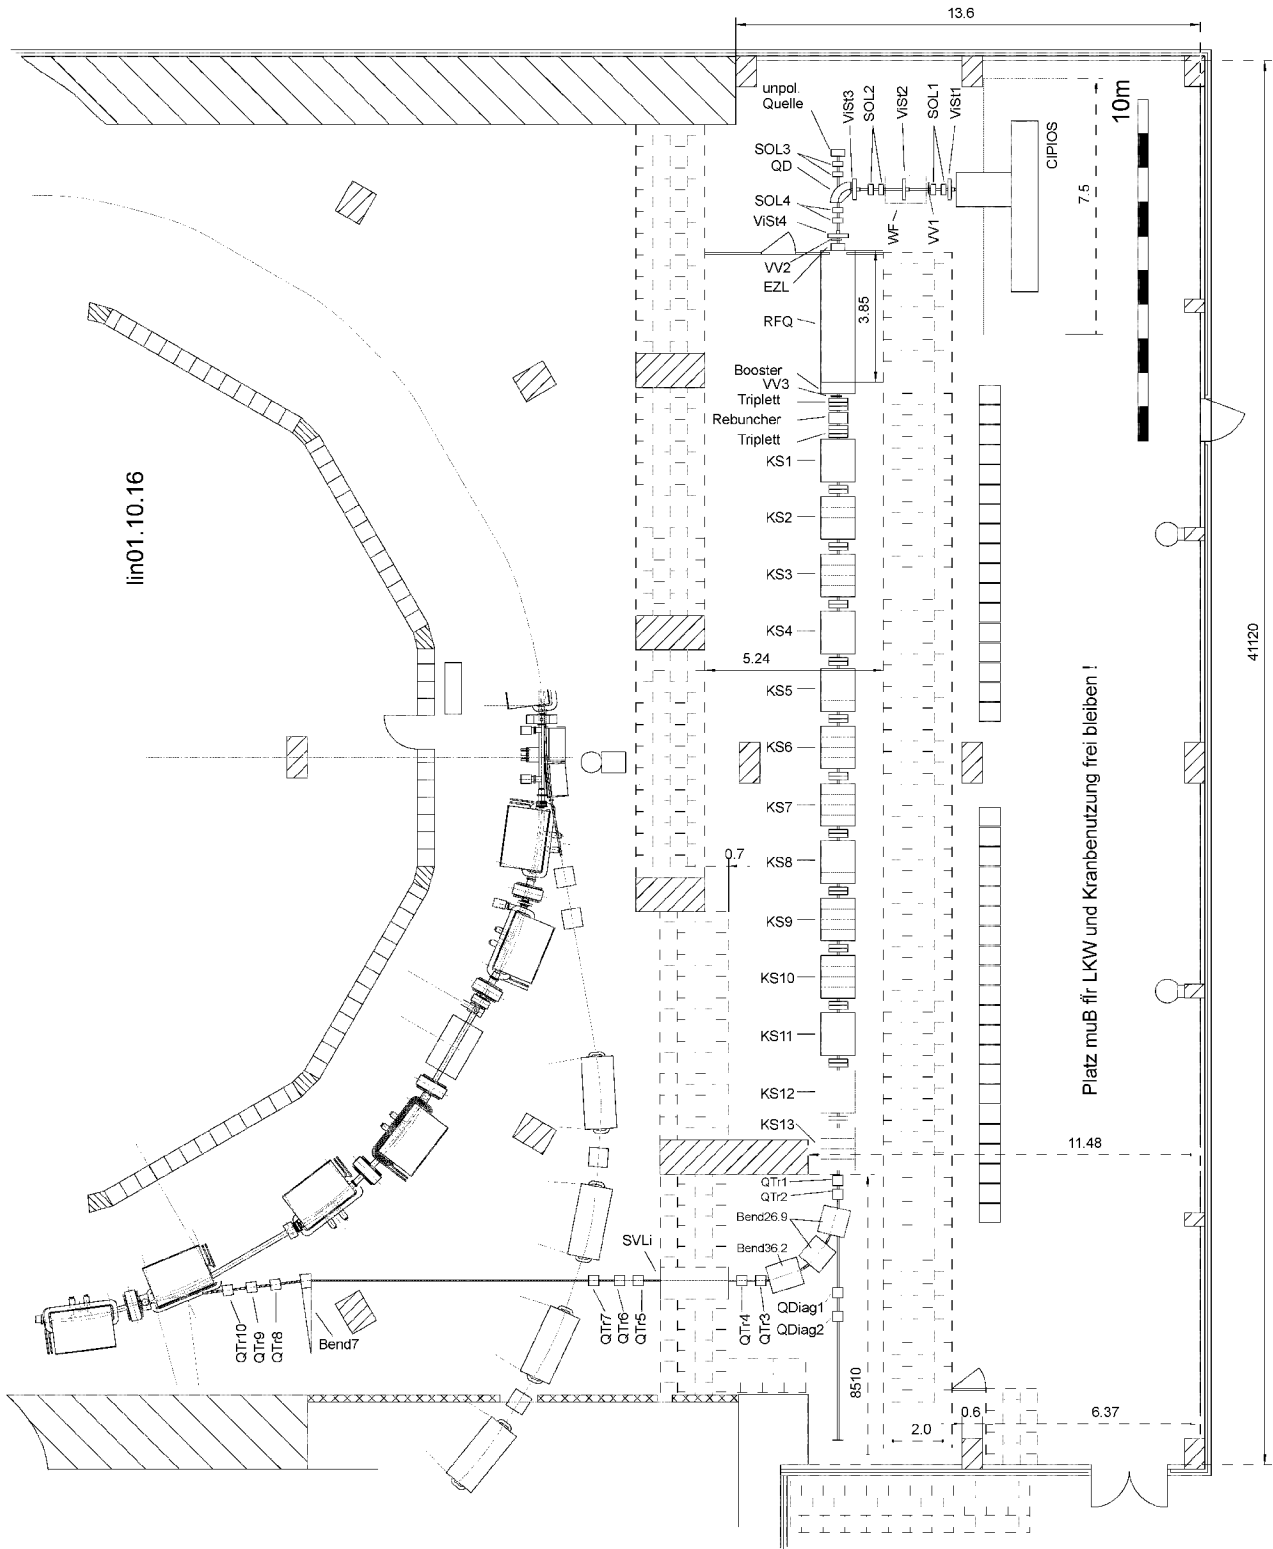 13.6
unpol.
Quelle
ViSt3
SOL2
ViSt2
SOL1
ViSt1
10m
SOL3
QD
CIPIOS
7.5
SOL4
ViSt4
WF
VV1
VV2
EZL
3.85
RFQ
Booster
VV3
Triplett
Rebuncher
Triplett
KS1
lin01.10.16
KS2
KS3
KS4
41120
5.24
KS5
Platz muB fír LKW und Kranbenutzung frei bleiben !
KS6
KS7
0.7
KS8
KS9
KS10
KS11
KS12
KS13
11.48
QTr1
QTr2
Bend26.9
SVLi
Bend36.2
QTr10
QTr9
QTr8
Bend7
QTr7
QTr6
QTr5
QTr4
QTr3
QDiag1
QDiag2
8510
2.0
0.6
6.37